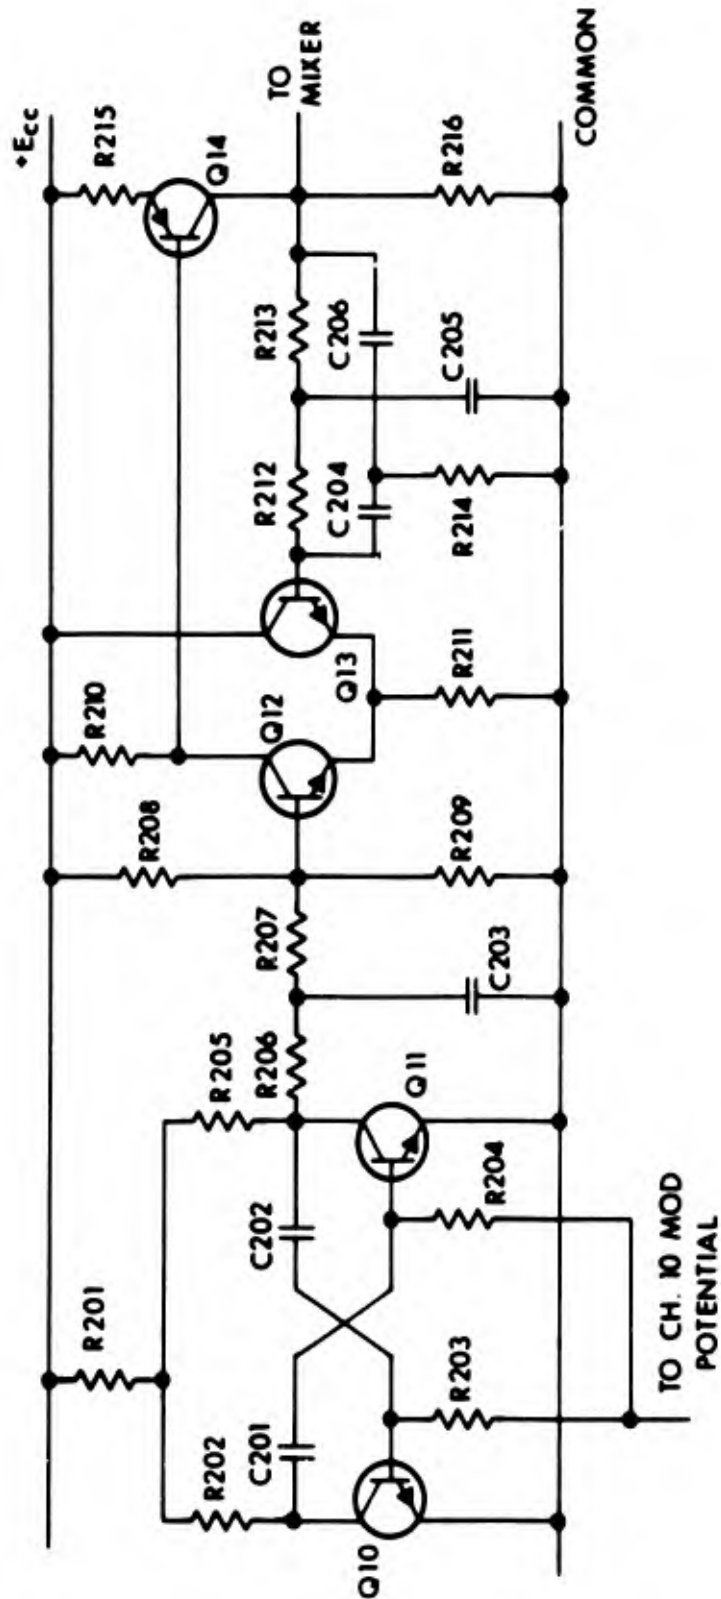 +Ecc
R201
R202
R205
R208
R210
R215
Q14
Q12
Q13
C201
C202
R206
R207
R212
R213
TO
MIXER
C204
C206
Q10
Q11
R203
R204
C203
R209
R211
R214
C205
R216
COMMON
TO CH. 10 MOD
POTENTIAL